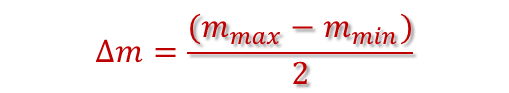 Δm = (m_max − m_min) / 2